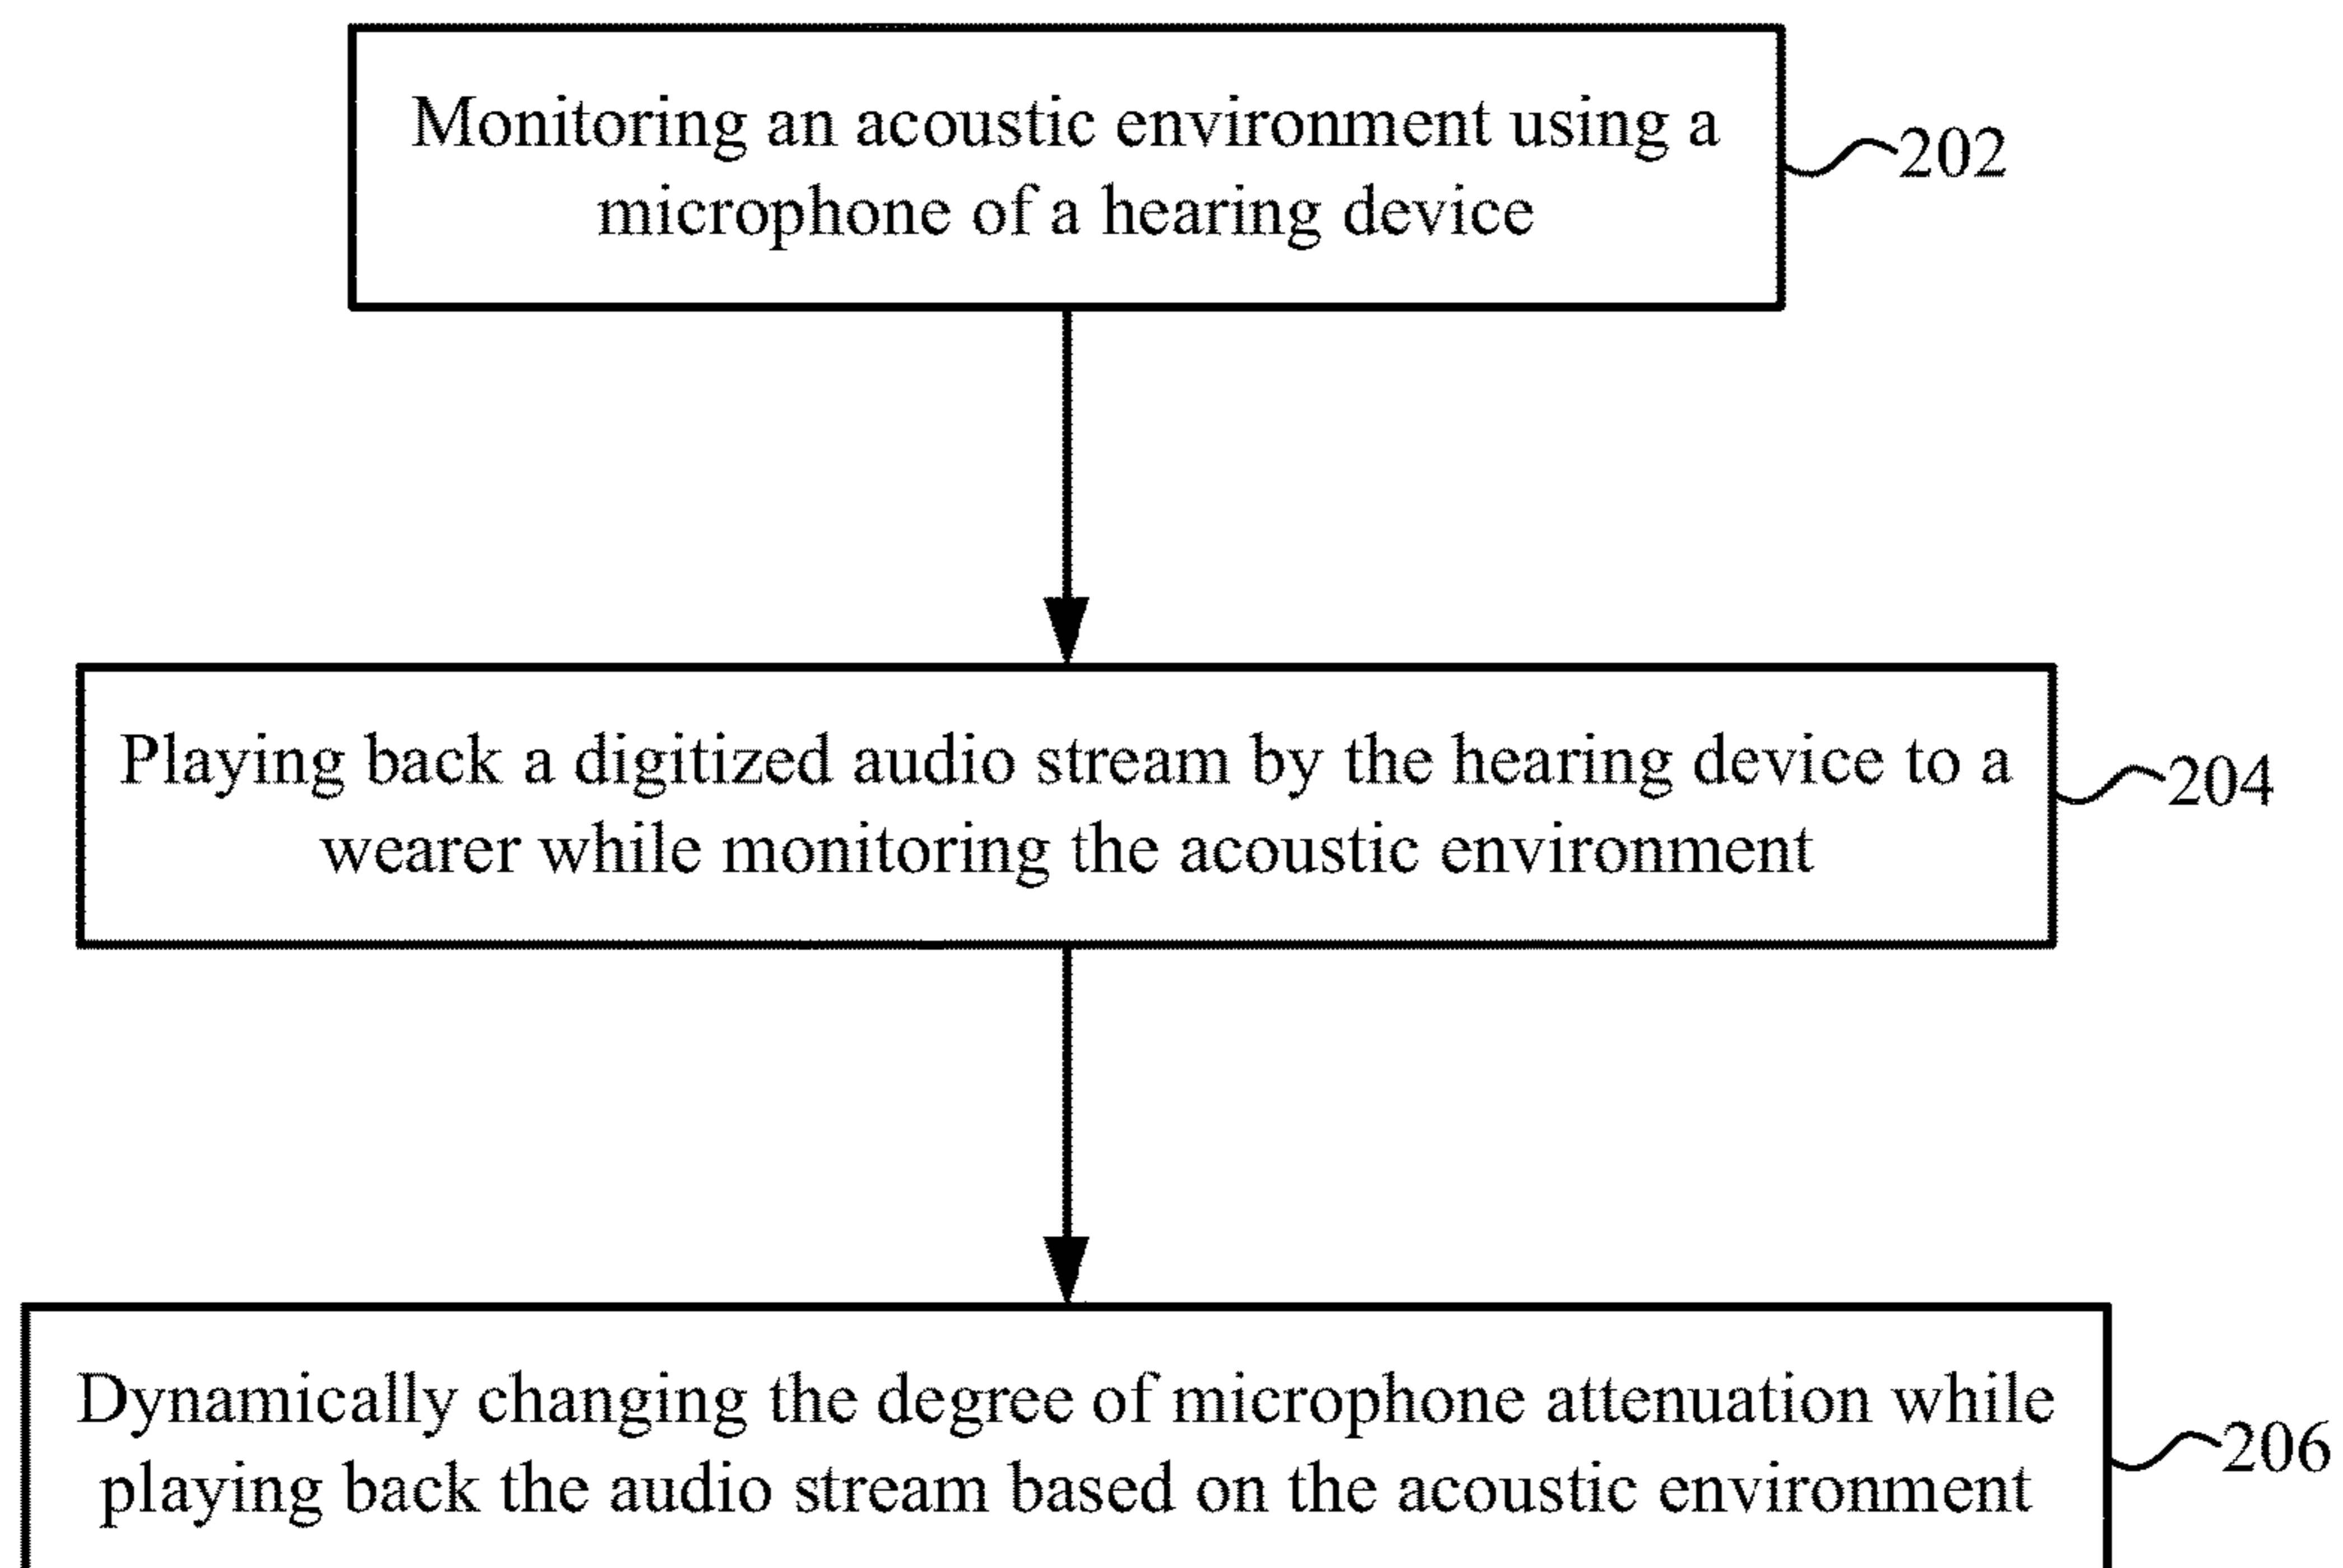 Monitoring an acoustic environment using a
microphone of a hearing device
202
Playing back a digitized audio stream by the hearing device to a
wearer while monitoring the acoustic environment
204
Dynamically changing the degree of microphone attenuation while
playing back the audio stream based on the acoustic environment
206